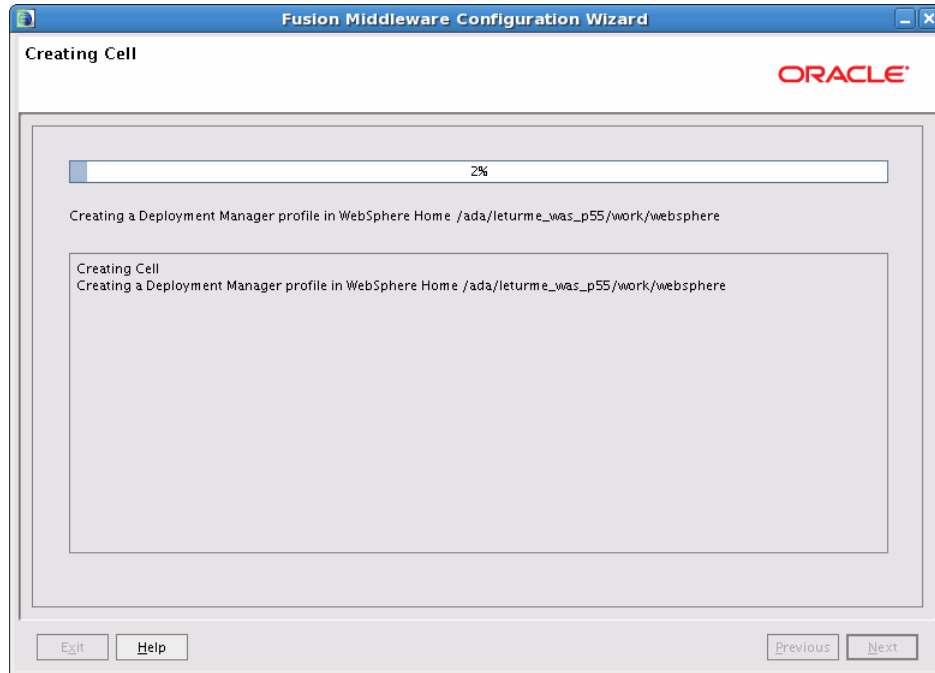 Fusion Middleware Configuration Wizard
Creating Cell
ORACLE
2%
Creating a Deployment Manager profile in WebSphere Home /ada/leturme_was_p55/work/websphere
Creating Cell
Creating a Deployment Manager profile in WebSphere Home /ada/leturme_was_p55/work/websphere
Exit Help Previous Next